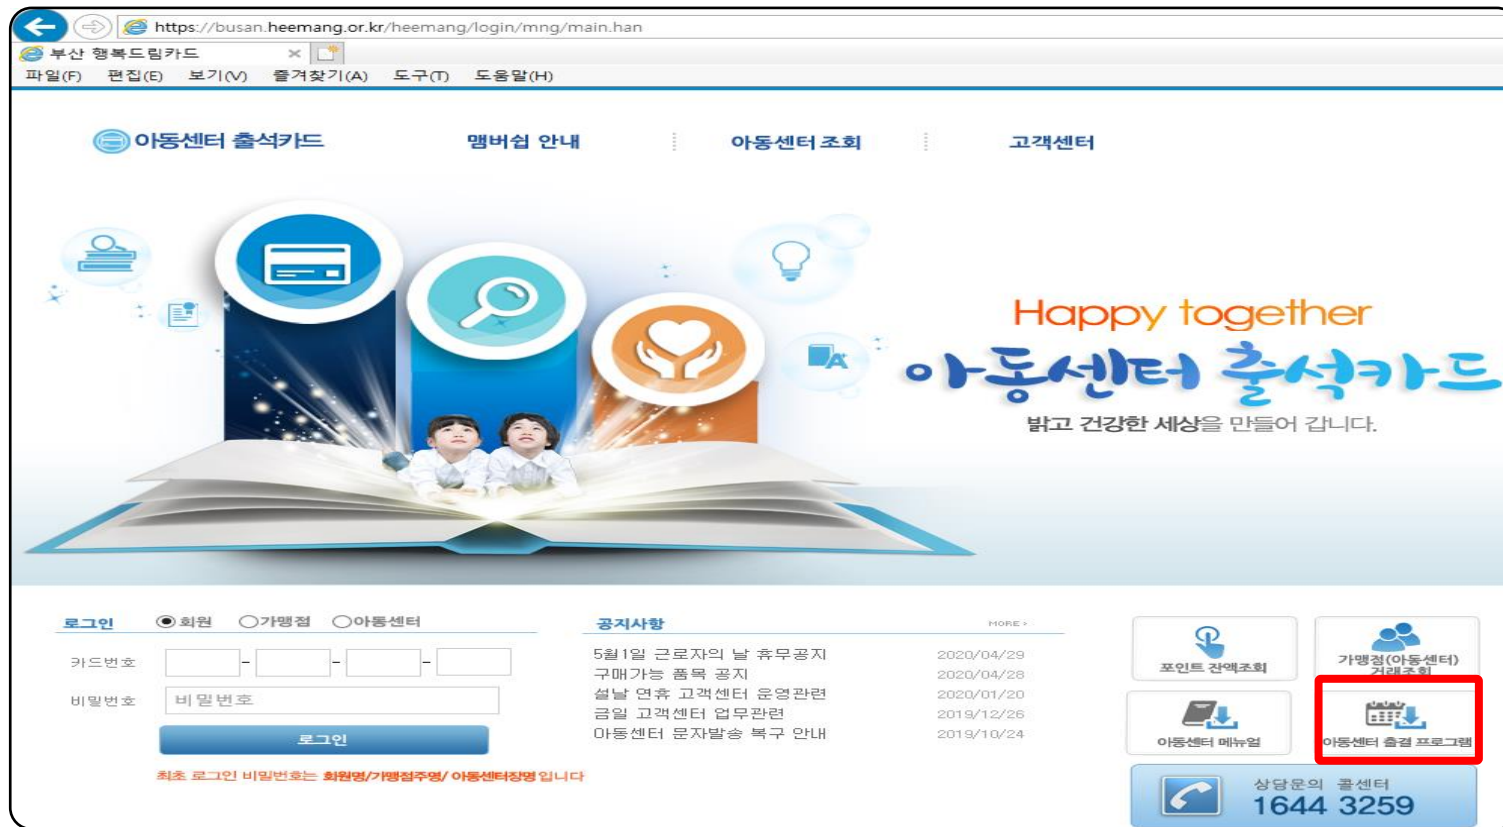 https://busan.heemang.or.kr/heemang/login/mng/main.han
부산 행복드림카드
파일(F) 편집(E) 보기(V) 즐겨찾기(A) 도구(T) 도움말(H)
아동센터 출석카드 맴버쉽 안내 아동센터 조회 고객센터
A
Happy together
아동센터 출석카드
밝고 건강한 세상을 만들어 갑니다.
로그인 회원 가맹점 아동센터
카드번호 - - -
비밀번호 비밀번호
로그인
최초 로그인 비밀번호는 회원명/가맹점주명/ 아동센터장명 입니다
공지사항 MORE >
5월1일 근로자의 날 휴무공지 2020/04/29
구매가능 품목 공지 2020/04/28
설날 연휴 고객센터 운영관련 2020/01/20
금일 고객센터 업무관련 2019/12/26
아동센터 문자발송 복구 안내 2019/10/24
포인트 잔액조회
가맹점(아동센터)
거래조회
아동센터 메뉴얼
아동센터 출결 프로그램
상담문의 콜센터
1644 3259